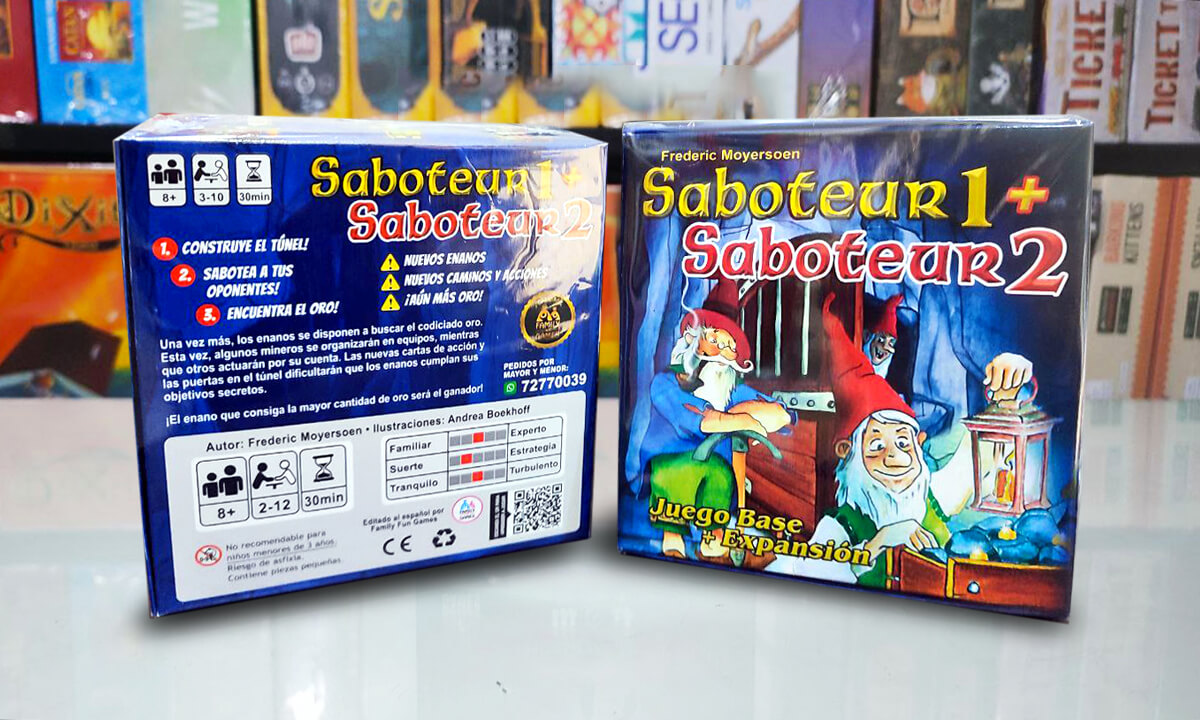 CATAN
TICKET
TICKET T
DiXit
BARKING
KITTENS
8+
3-10
30min
Saboteur 1 +
Saboteur 2
1. CONSTRUYE EL TÚNEL!
2. SABOTEA A TUS
OPONENTES!
3. ENCUENTRA EL ORO!
NUEVOS ENANOS
NUEVOS CAMINOS Y ACCIONES
¡AÚN MÁS ORO!
Una vez más, los enanos se disponen a buscar el codiciado oro.
Esta vez, algunos mineros se organizarán en equipos, mientras
que otros actuarán por su cuenta. Las nuevas cartas de acción y
las puertas en el túnel dificultarán que los enanos cumplan sus
objetivos secretos.
¡El enano que consiga la mayor cantidad de oro será el ganador!
FAMILY
GAMES
PEDIDOS POR
MAYOR Y MENOR:
72770039
Autor: Frederic Moyersoen • Ilustraciones: Andrea Boekhoff
8+
2-12
30min
Familiar Experto
Suerte Estrategia
Tranquilo Turbulento
No recomendable para
niños menores de 3 años.
Riesgo de asfixia.
Contiene piezas pequeñas.
Editado al español por
Family Fun Games
CE
Frederic Moyersoen
Saboteur 1 +
Saboteur 2
Juego Base
+ Expansión